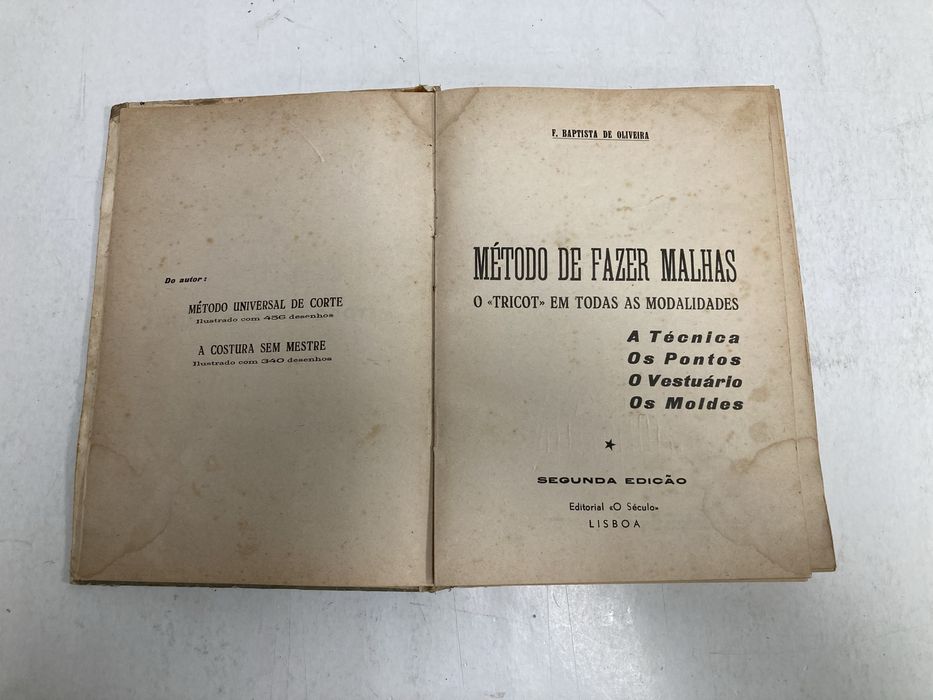 Do autor:
MÉTODO UNIVERSAL DE CORTE
Ilustrado com 456 desenhos
A COSTURA SEM MESTRE
Ilustrado com 340 desenhos
F. BAPTISTA DE OLIVEIRA
MÉTODO DE FAZER MALHAS
O «TRICOT» EM TODAS AS MODALIDADES
A Técnica
Os Pontos
O Vestuário
Os Moldes
SEGUNDA EDIÇÃO
Editorial «O Século»
LISBOA